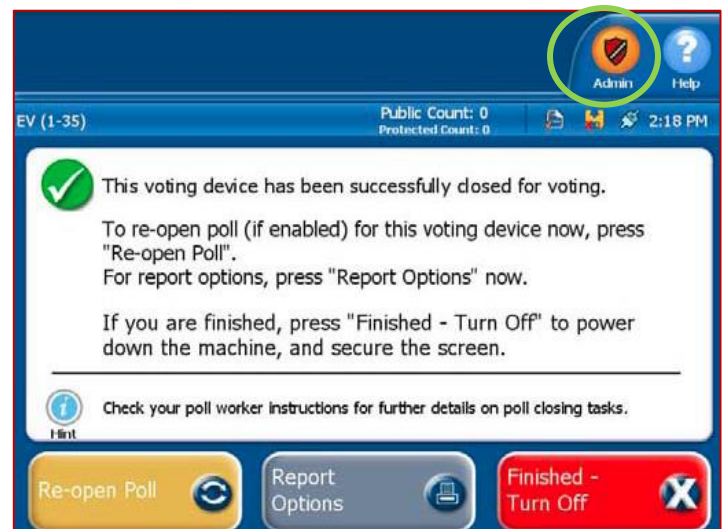 Admin
Help
EV (1-35)
Public Count: 0
Protected Count: 0
2:18 PM
This voting device has been successfully closed for voting.
To re-open poll (if enabled) for this voting device now, press
"Re-open Poll".
For report options, press "Report Options" now.
If you are finished, press "Finished - Turn Off" to power
down the machine, and secure the screen.
Hint
Check your poll worker instructions for further details on poll closing tasks.
Re-open Poll
Report
Options
Finished -
Turn Off